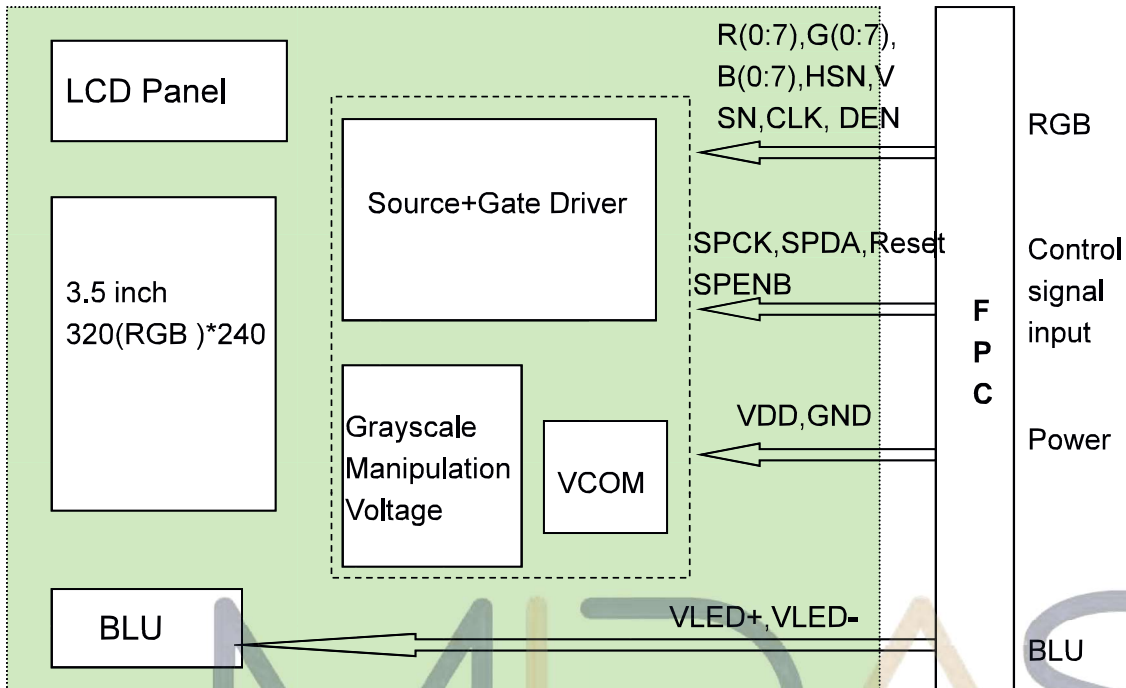 LCD Panel
3.5 inch
320(RGB )*240
BLU
Source+Gate Driver
Grayscale
Manipulation
Voltage
VCOM
R(0:7),G(0:7),
B(0:7),HSN,V
SN,CLK, DEN
SPCK,SPDA,Reset
SPENB
VDD,GND
VLED+,VLED-
F
P
C
RGB
Control
signal
input
Power
BLU
MIDAS